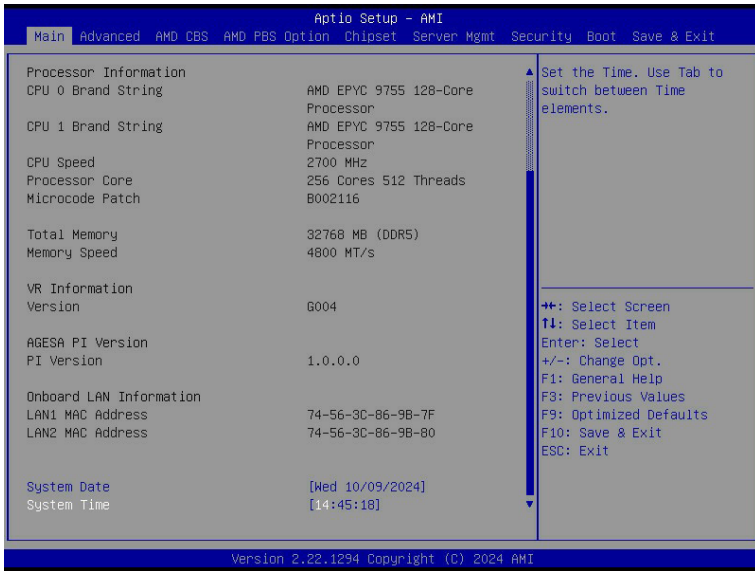 Aptio Setup – AMI
Main Advanced AMD CBS AMD PBS Option Chipset Server Mgmt Security Boot Save & Exit
Processor Information
CPU 0 Brand String AMD EPYC 9755 128-Core
Processor
CPU 1 Brand String AMD EPYC 9755 128-Core
Processor
CPU Speed 2700 MHz
Processor Core 256 Cores 512 Threads
Microcode Patch B002116
Total Memory 32768 MB (DDR5)
Memory Speed 4800 MT/s
VR Information
Version G004
AGESA PI Version
PI Version 1.0.0.0
Onboard LAN Information
LAN1 MAC Address 74-56-3C-86-9B-7F
LAN2 MAC Address 74-56-3C-86-9B-80
System Date [Wed 10/09/2024]
System Time [14:45:18]
Set the Time. Use Tab to
switch between Time
elements.
→←: Select Screen
↑↓: Select Item
Enter: Select
+/-: Change Opt.
F1: General Help
F3: Previous Values
F9: Optimized Defaults
F10: Save & Exit
ESC: Exit
Version 2.22.1294 Copyright (C) 2024 AMI